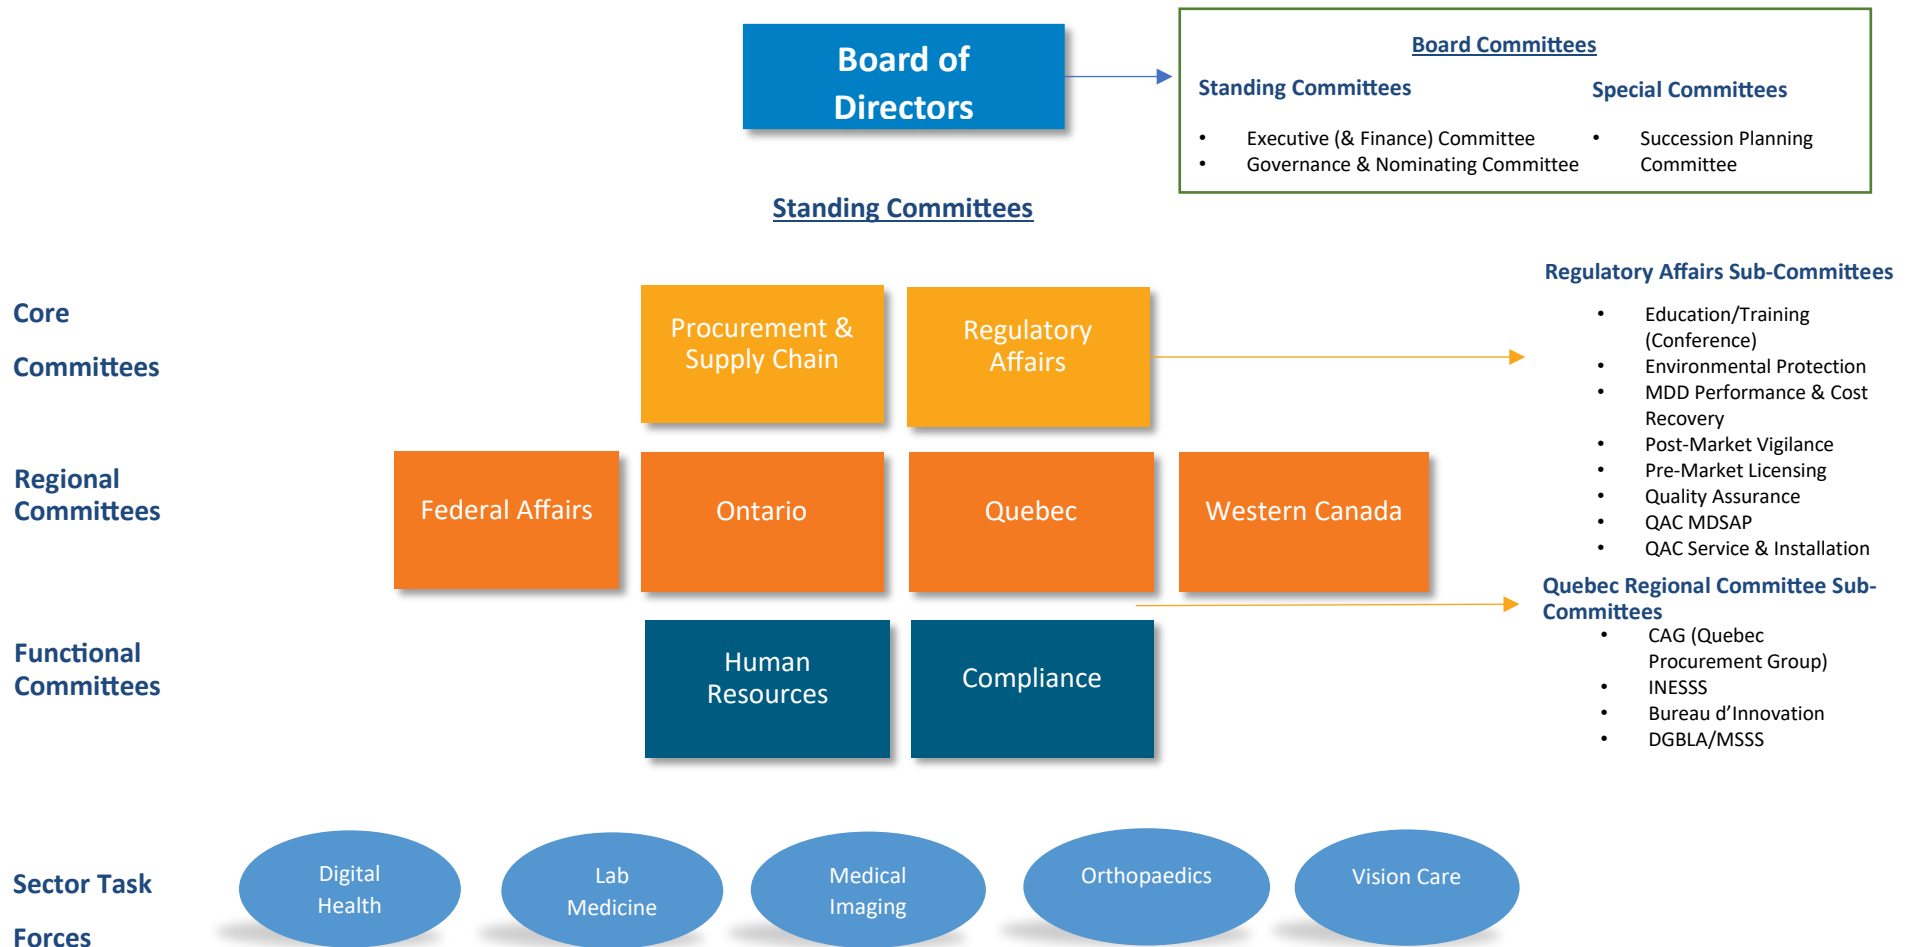 Board of
Directors
Board Committees
Standing Committees
Special Committees
• Executive (& Finance) Committee
• Governance & Nominating Committee
• Succession Planning
Committee
Standing Committees
Core
Committees
Procurement &
Supply Chain
Regulatory
Affairs
Regulatory Affairs Sub-Committees
• Education/Training
(Conference)
• Environmental Protection
• MDD Performance & Cost
Recovery
• Post-Market Vigilance
• Pre-Market Licensing
• Quality Assurance
• QAC MDSAP
• QAC Service & Installation
Regional
Committees
Federal Affairs
Ontario
Quebec
Western Canada
Quebec Regional Committee Sub-
Committees
• CAG (Quebec
Procurement Group)
• INESSS
• Bureau d’Innovation
• DGBLA/MSSS
Functional
Committees
Human
Resources
Compliance
Sector Task
Forces
Digital
Health
Lab
Medicine
Medical
Imaging
Orthopaedics
Vision Care